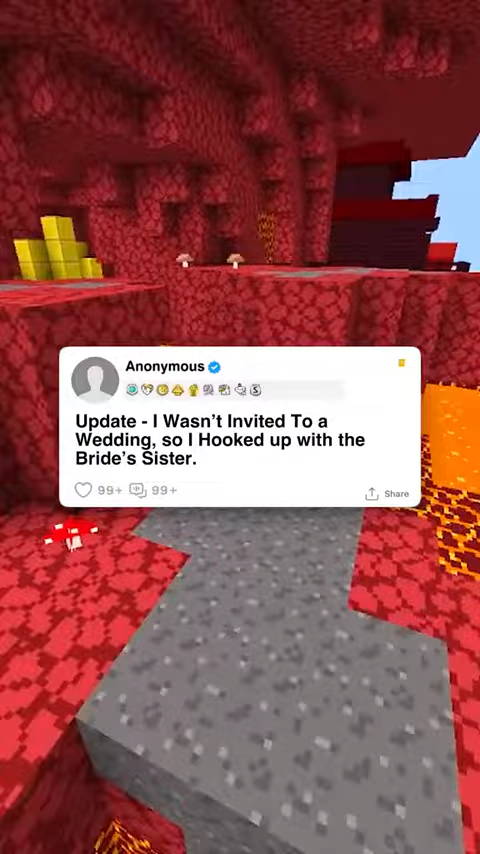 Anonymous
Update - I Wasn’t Invited To a
Wedding, so I Hooked up with the
Bride’s Sister.
99+ 99+
Share